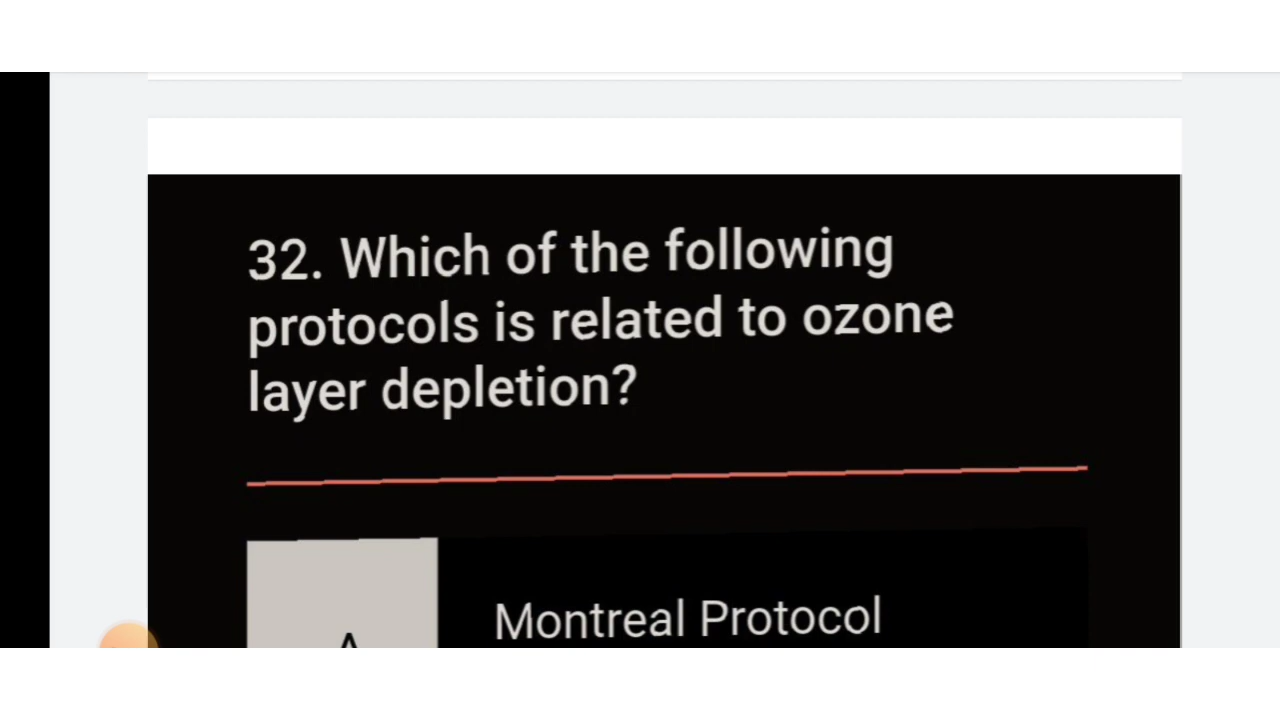 32. Which of the following
protocols is related to ozone
layer depletion?
Montreal Protocol